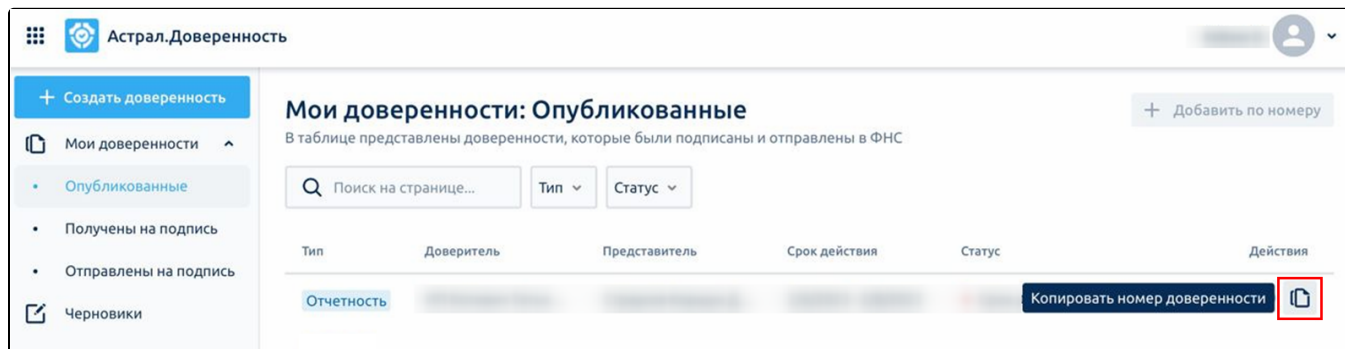 Астрал.Доверенность
+ Создать доверенность
Мои доверенности
Опубликованные
Получены на подпись
Отправлены на подпись
Черновики
Мои доверенности: Опубликованные
+ Добавить по номеру
В таблице представлены доверенности, которые были подписаны и отправлены в ФНС
Поиск на странице...
Тип
Статус
Тип Доверитель Представитель Срок действия Статус Действия
Отчетность
Копировать номер доверенности